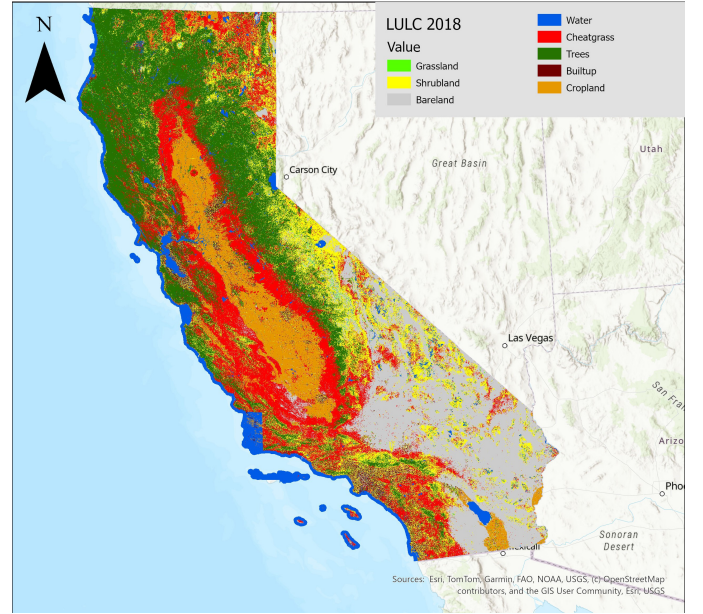 N
LULC 2018
Value
Grassland
Shrubland
Bareland
Water
Cheatgrass
Trees
Builtup
Cropland
Utah
Great Basin
Carson City
Las Vegas
San Fra
Arizo
Pho
Sonoran
Desert
Mexicali
Sources: Esri, TomTom, Garmin, FAO, NOAA, USGS, (c) OpenStreetMap
contributors, and the GIS User Community, Esri, USGS